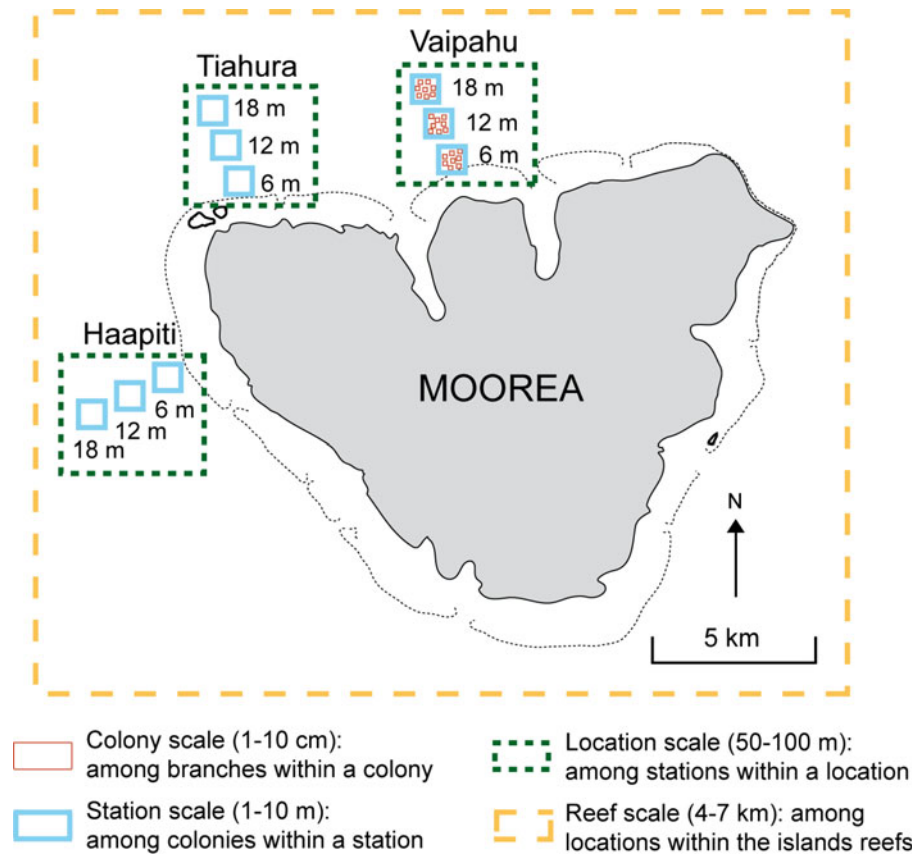 Vaipahu
Tiahura
18 m
12 m
6 m
18 m
12 m
6 m
Haapiti
6 m
12 m
18 m
MOOREA
N
5 km
Colony scale (1-10 cm):
among branches within a colony
Station scale (1-10 m):
among colonies within a station
Location scale (50-100 m):
among stations within a location
Reef scale (4-7 km): among
locations within the islands reefs